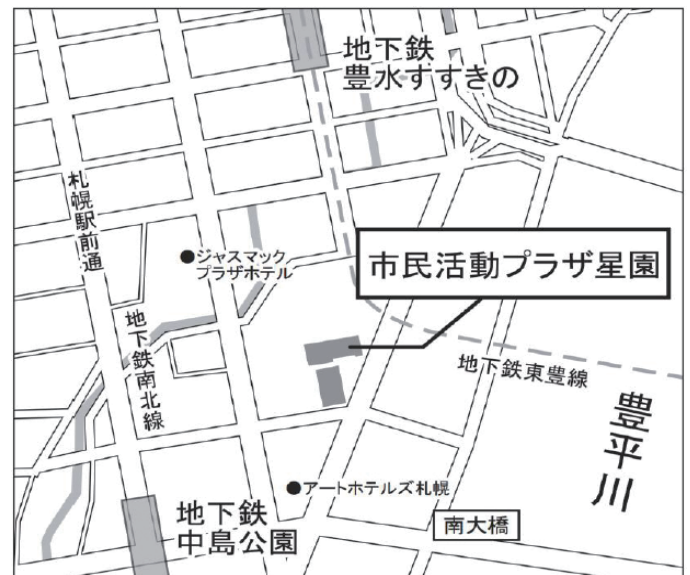 地下鉄
豊水すすきの
札幌駅前通
ジャスマック
プラザホテル
市民活動プラザ星園
地下鉄南北線
地下鉄東豊線
豊平川
アートホテルズ札幌
地下鉄
中島公園
南大橋